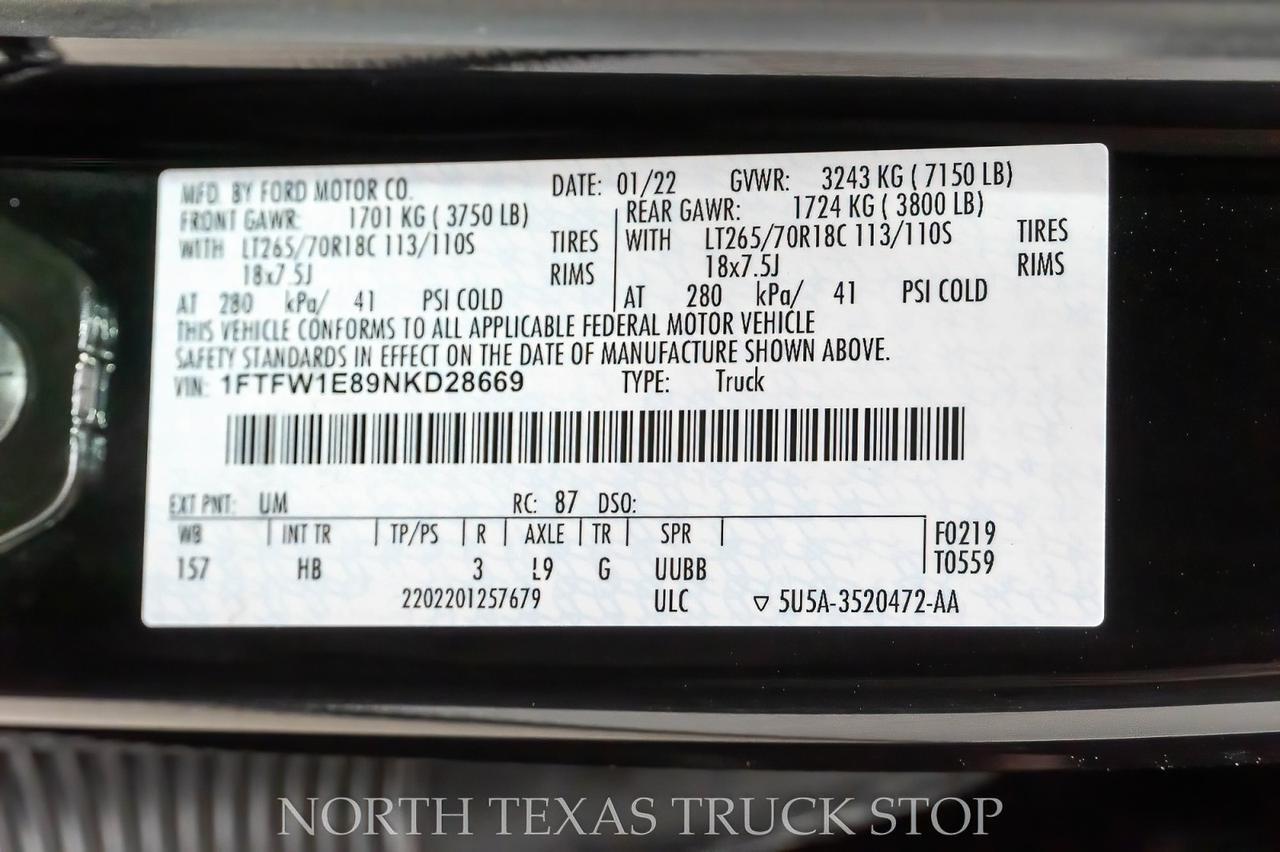 MFD. BY FORD MOTOR CO. DATE: 01/22 GVWR: 3243 KG ( 7150 LB)
FRONT GAWR: 1701 KG ( 3750 LB) REAR GAWR: 1724 KG ( 3800 LB)
WITH LT265/70R18C 113/110S TIRES WITH LT265/70R18C 113/110S TIRES
18x7.5J RIMS 18x7.5J RIMS
AT 280 kPa/ 41 PSI COLD AT 280 kPa/ 41 PSI COLD
THIS VEHICLE CONFORMS TO ALL APPLICABLE FEDERAL MOTOR VEHICLE
SAFETY STANDARDS IN EFFECT ON THE DATE OF MANUFACTURE SHOWN ABOVE.
VIN: 1FTFW1E89NKD28669 TYPE: Truck
EXT PNT: UM RC: 87 DSO:
WB INT TR TP/PS R AXLE TR SPR F0219
157 HB 3 L9 G UUBB T0559
2202201257679 ULC ▽ 5U5A-3520472-AA
NORTH TEXAS TRUCK STOP